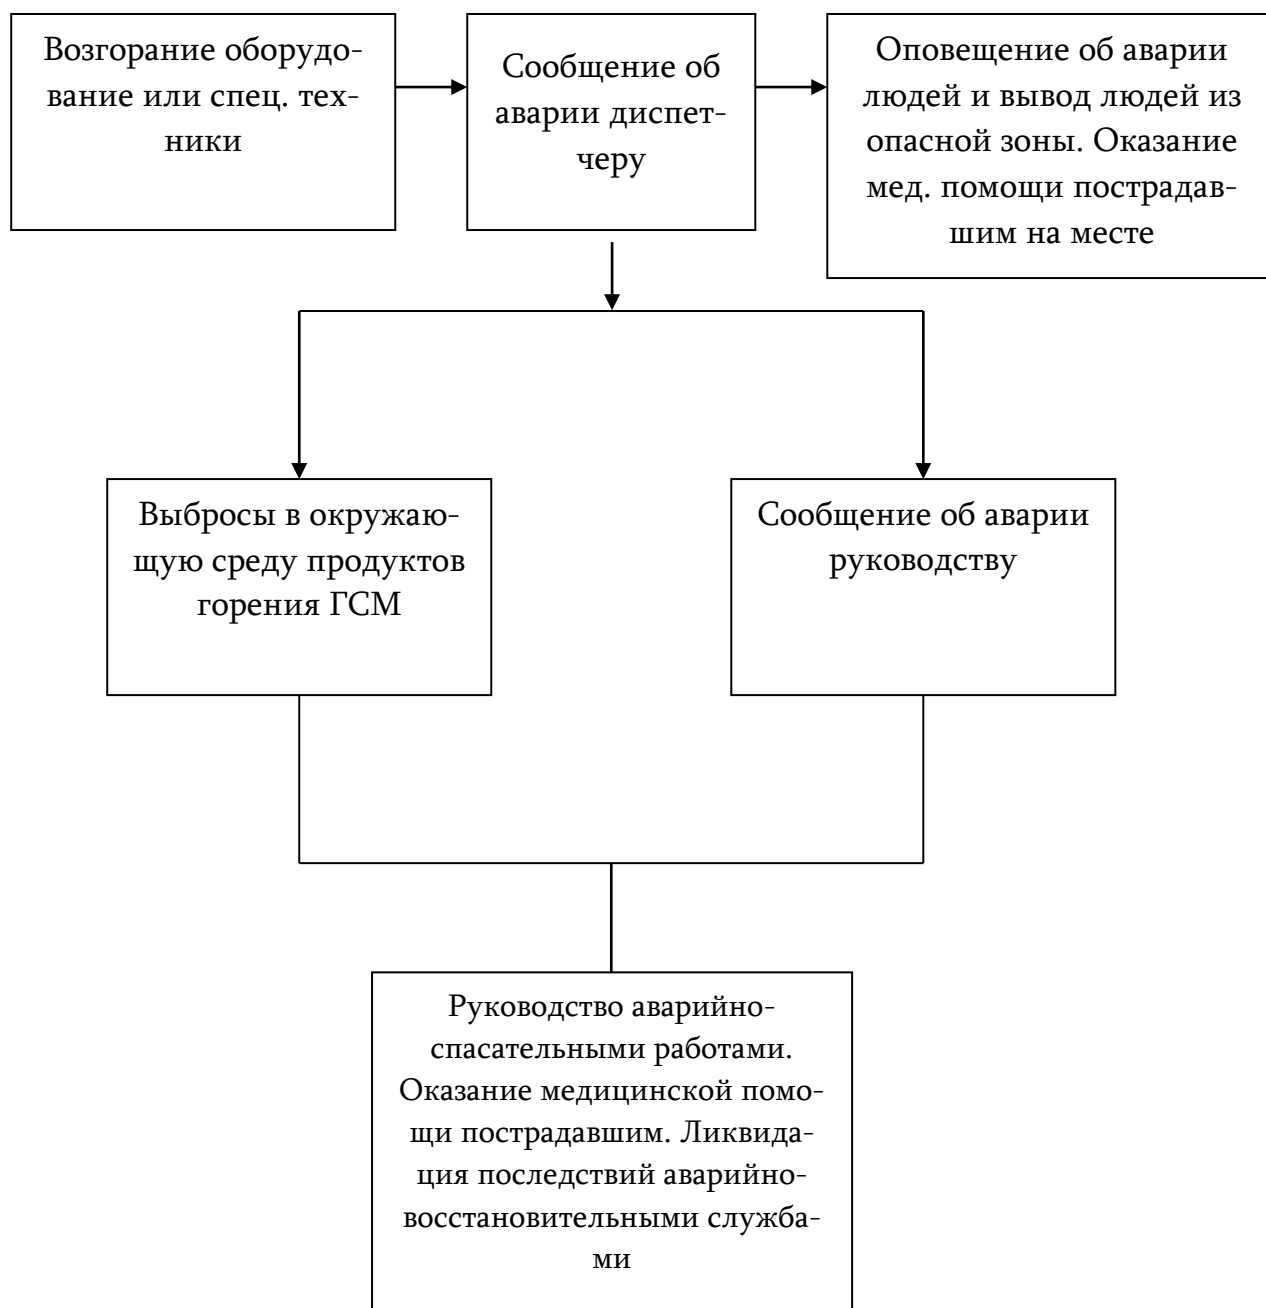 Возгорание оборудо-
вание или спец. тех-
ники
Сообщение об
аварии диспет-
черу
Оповещение об аварии
людей и вывод людей из
опасной зоны. Оказание
мед. помощи пострадав-
шим на месте
Выбросы в окружаю-
щую среду продуктов
горения ГСМ
Сообщение об аварии
руководству
Руководство аварийно-
спасательными работами.
Оказание медицинской помо-
щи пострадавшим. Ликвида-
ция последствий аварийно-
восстановительными служба-
ми